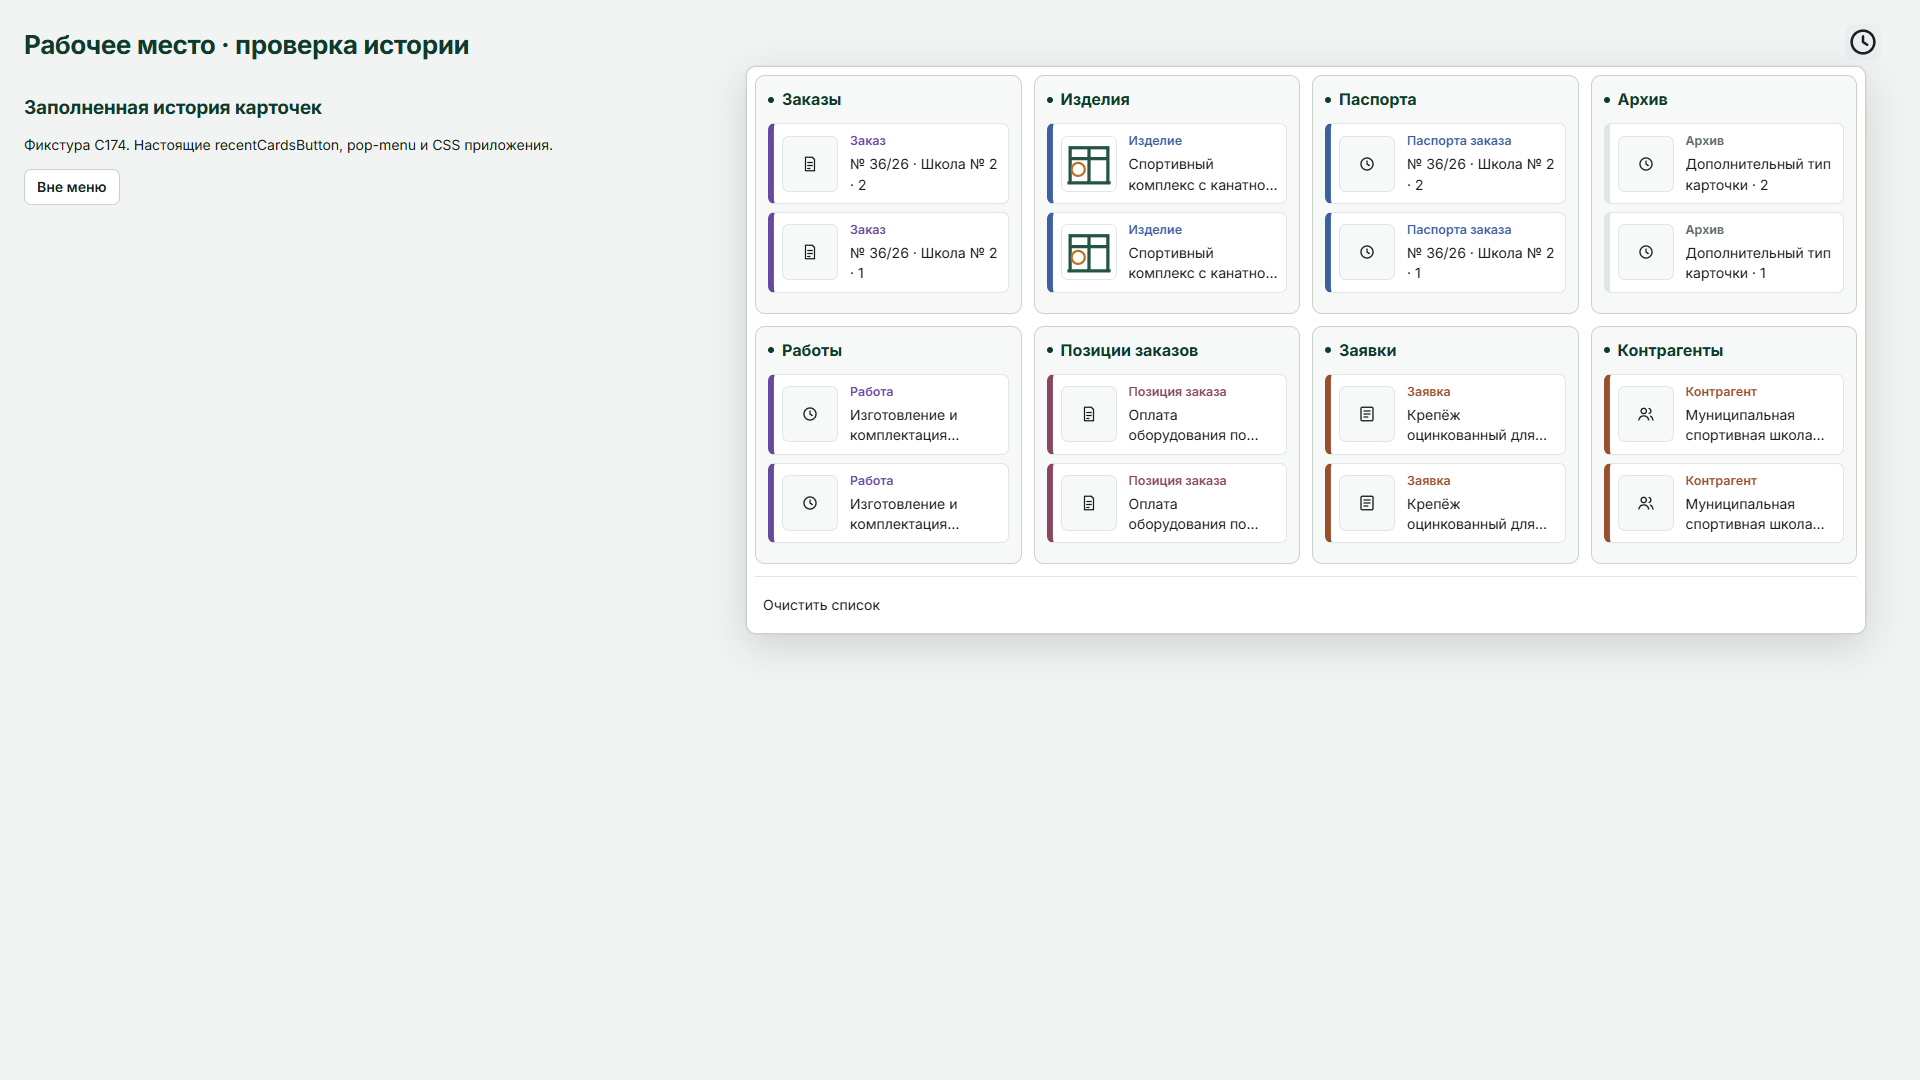 Рабочее место · проверка истории
Заполненная история карточек
Фикстура C174. Настоящие recentCardsButton, pop-menu и CSS приложения.
Вне меню
Заказы
Заказ
№ 36/26 · Школа № 2
· 2
Заказ
№ 36/26 · Школа № 2
· 1
Изделия
Изделие
Спортивный
комплекс с канатно...
Изделие
Спортивный
комплекс с канатно...
Паспорта
Паспорта заказа
№ 36/26 · Школа № 2
· 2
Паспорта заказа
№ 36/26 · Школа № 2
· 1
Архив
Архив
Дополнительный тип
карточки · 2
Архив
Дополнительный тип
карточки · 1
Работы
Работа
Изготовление и
комплектация...
Работа
Изготовление и
комплектация...
Позиции заказов
Позиция заказа
Оплата
оборудования по...
Позиция заказа
Оплата
оборудования по...
Заявки
Заявка
Крепёж
оцинкованный для...
Заявка
Крепёж
оцинкованный для...
Контрагенты
Контрагент
Муниципальная
спортивная школа...
Контрагент
Муниципальная
спортивная школа...
Очистить список